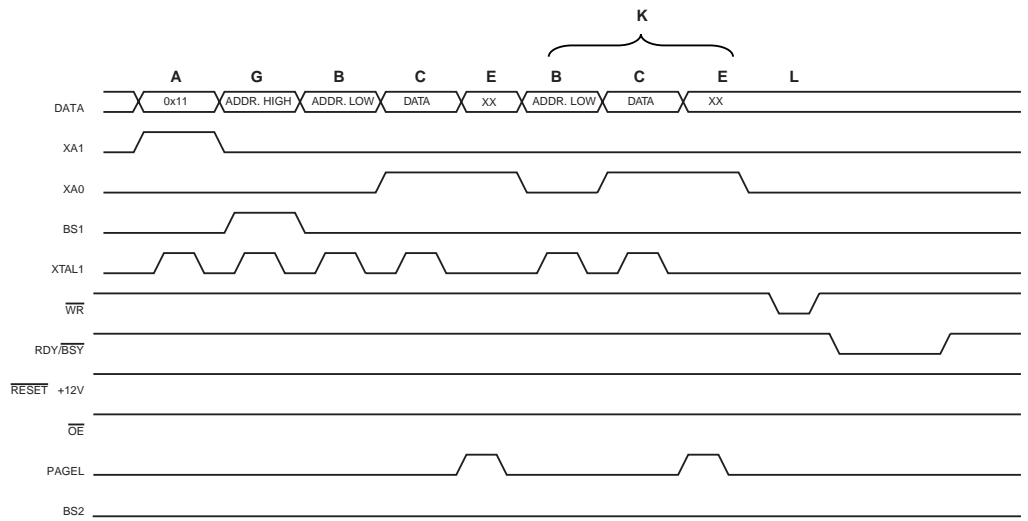 K
A G B C E B C E L
DATA 0x11 ADDR. HIGH ADDR. LOW DATA XX ADDR. LOW DATA XX
XA1
XA0
BS1
XTAL1
WR
RDY/BSY
RESET +12V
OE
PAGEL
BS2